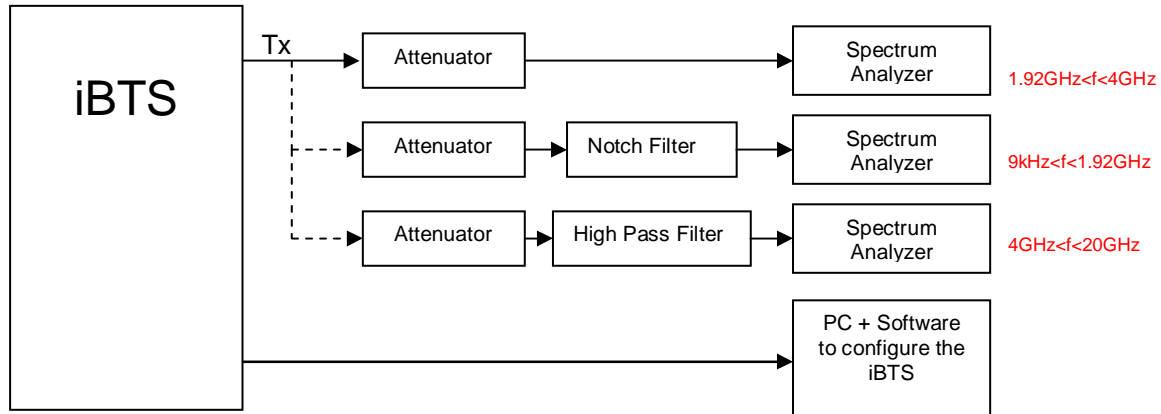 iBTS
Tx
Attenuator
Spectrum
Analyzer
1.92GHz<f<4GHz
Attenuator
Notch Filter
Spectrum
Analyzer
9kHz<f<1.92GHz
Attenuator
High Pass Filter
Spectrum
Analyzer
4GHz<f<20GHz
PC + Software
to configure the
iBTS